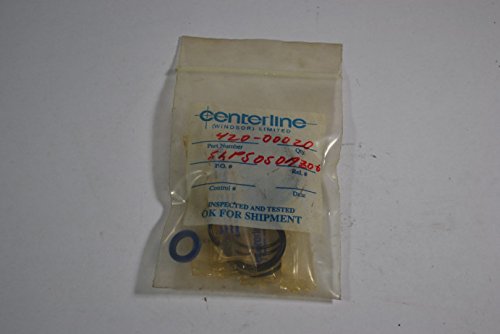 centerline
(WINDSOR) LIMITED
420-00020
Part Number Qty.
P.O. # Rel. #
Control # Date
INSPECTED AND TESTED
OK FOR SHIPMENT